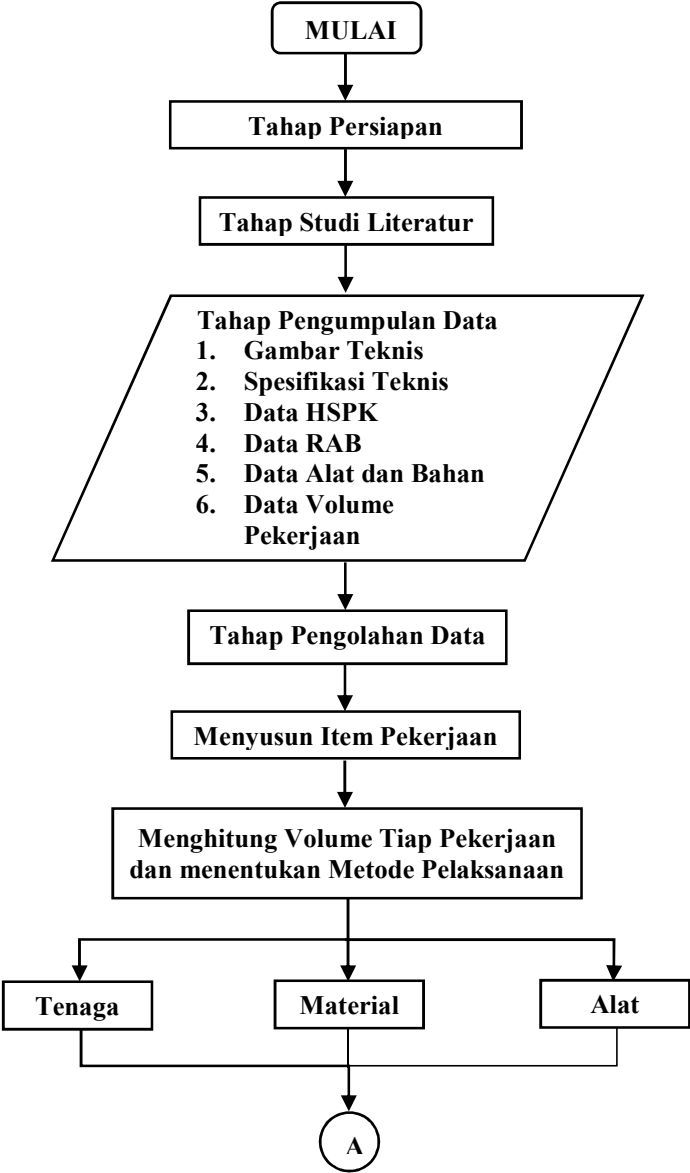 MULAI
Tahap Persiapan
Tahap Studi Literatur
Tahap Pengumpulan Data
1. Gambar Teknis
2. Spesifikasi Teknis
3. Data HSPK
4. Data RAB
5. Data Alat dan Bahan
6. Data Volume
Pekerjaan
Tahap Pengolahan Data
Menyusun Item Pekerjaan
Menghitung Volume Tiap Pekerjaan
dan menentukan Metode Pelaksanaan
Tenaga
Material
Alat
A